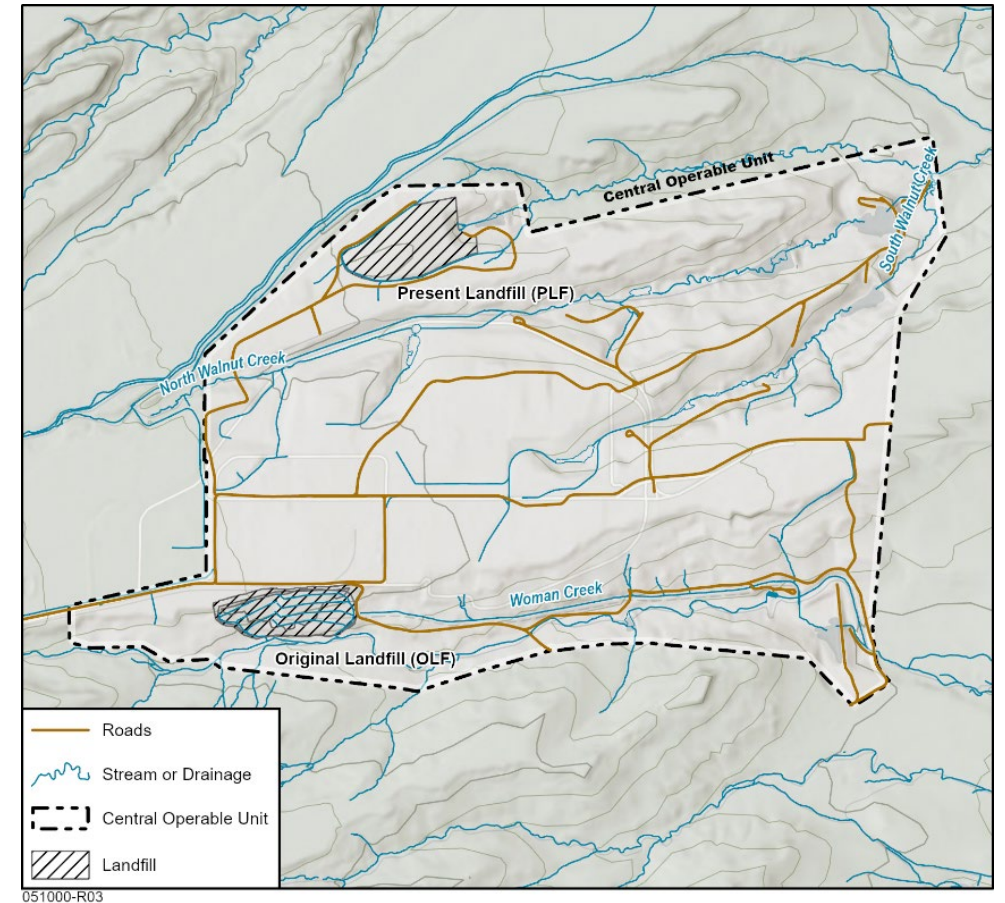 Central Operable Unit
South Walnut Creek
Present Landfill (PLF)
North Walnut Creek
Woman Creek
Original Landfill (OLF)
Roads
Stream or Drainage
Central Operable Unit
Landfill
051000-R03